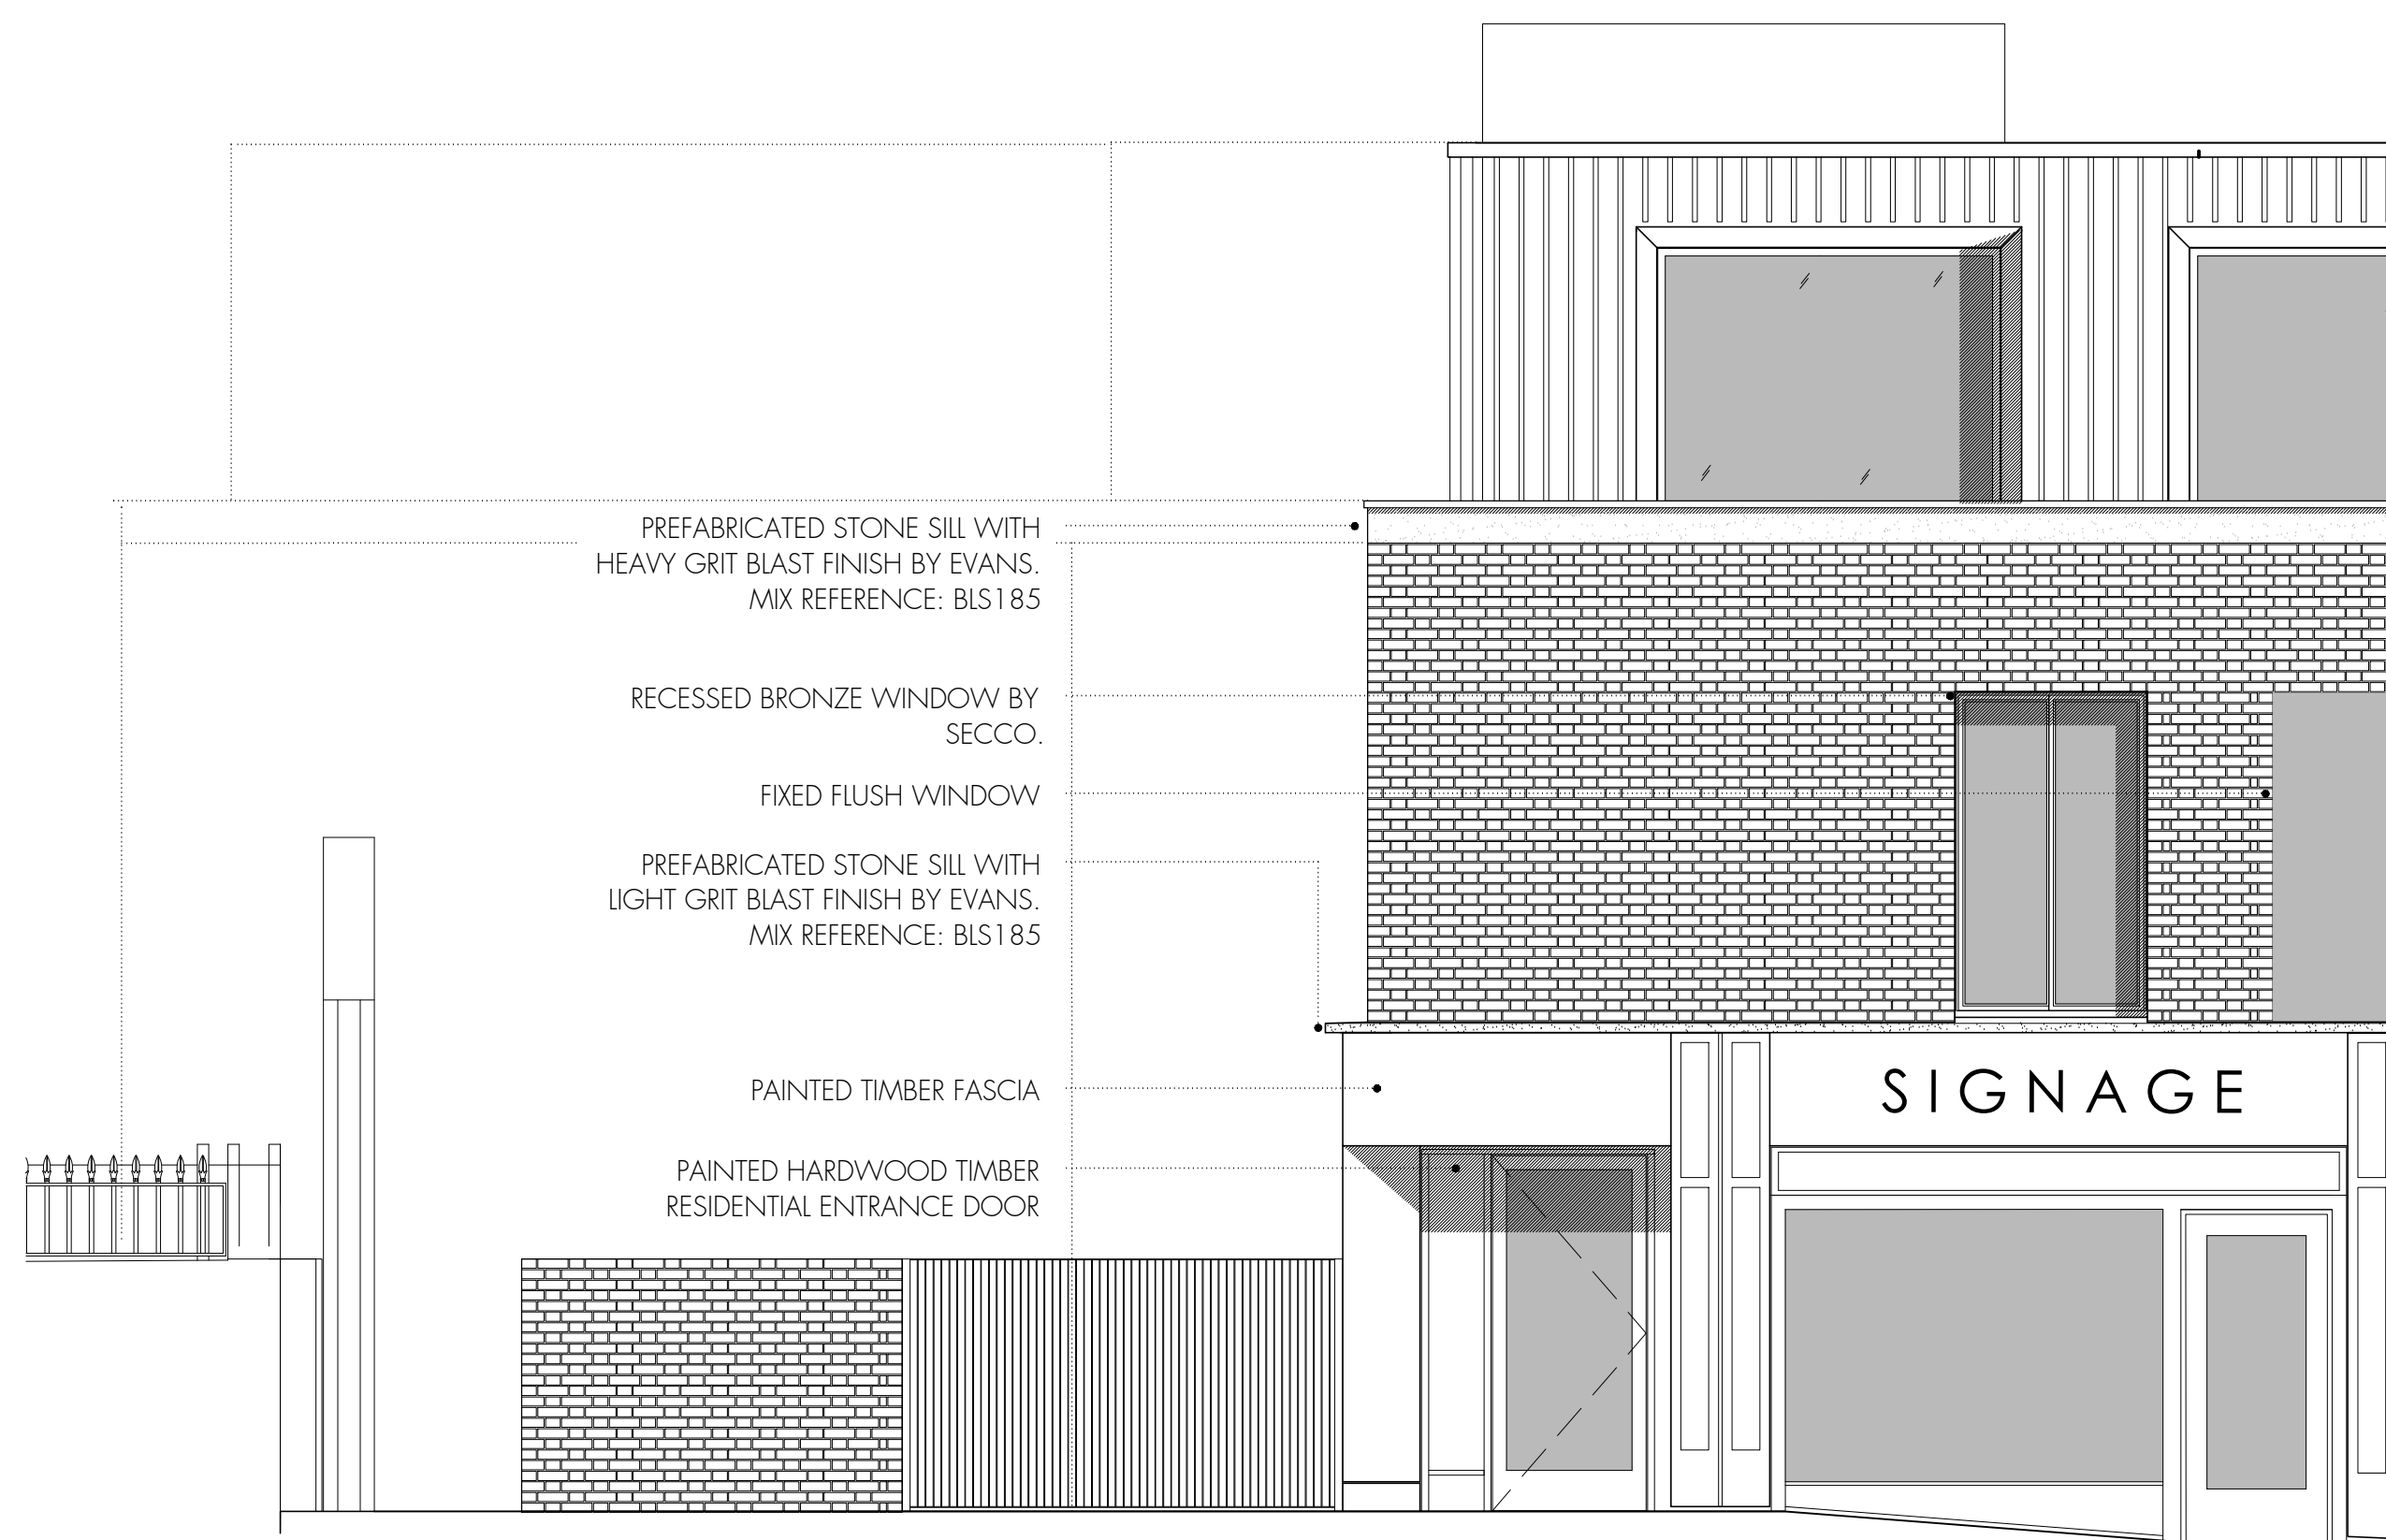 PREFABRICATED STONE SILL WITH
HEAVY GRIT BLAST FINISH BY EVANS.
MIX REFERENCE: BLS185
RECESSED BRONZE WINDOW BY
SECCO.
FIXED FLUSH WINDOW
PREFABRICATED STONE SILL WITH
LIGHT GRIT BLAST FINISH BY EVANS.
MIX REFERENCE: BLS185
PAINTED TIMBER FASCIA
SIGNAGE
PAINTED HARDWOOD TIMBER
RESIDENTIAL ENTRANCE DOOR